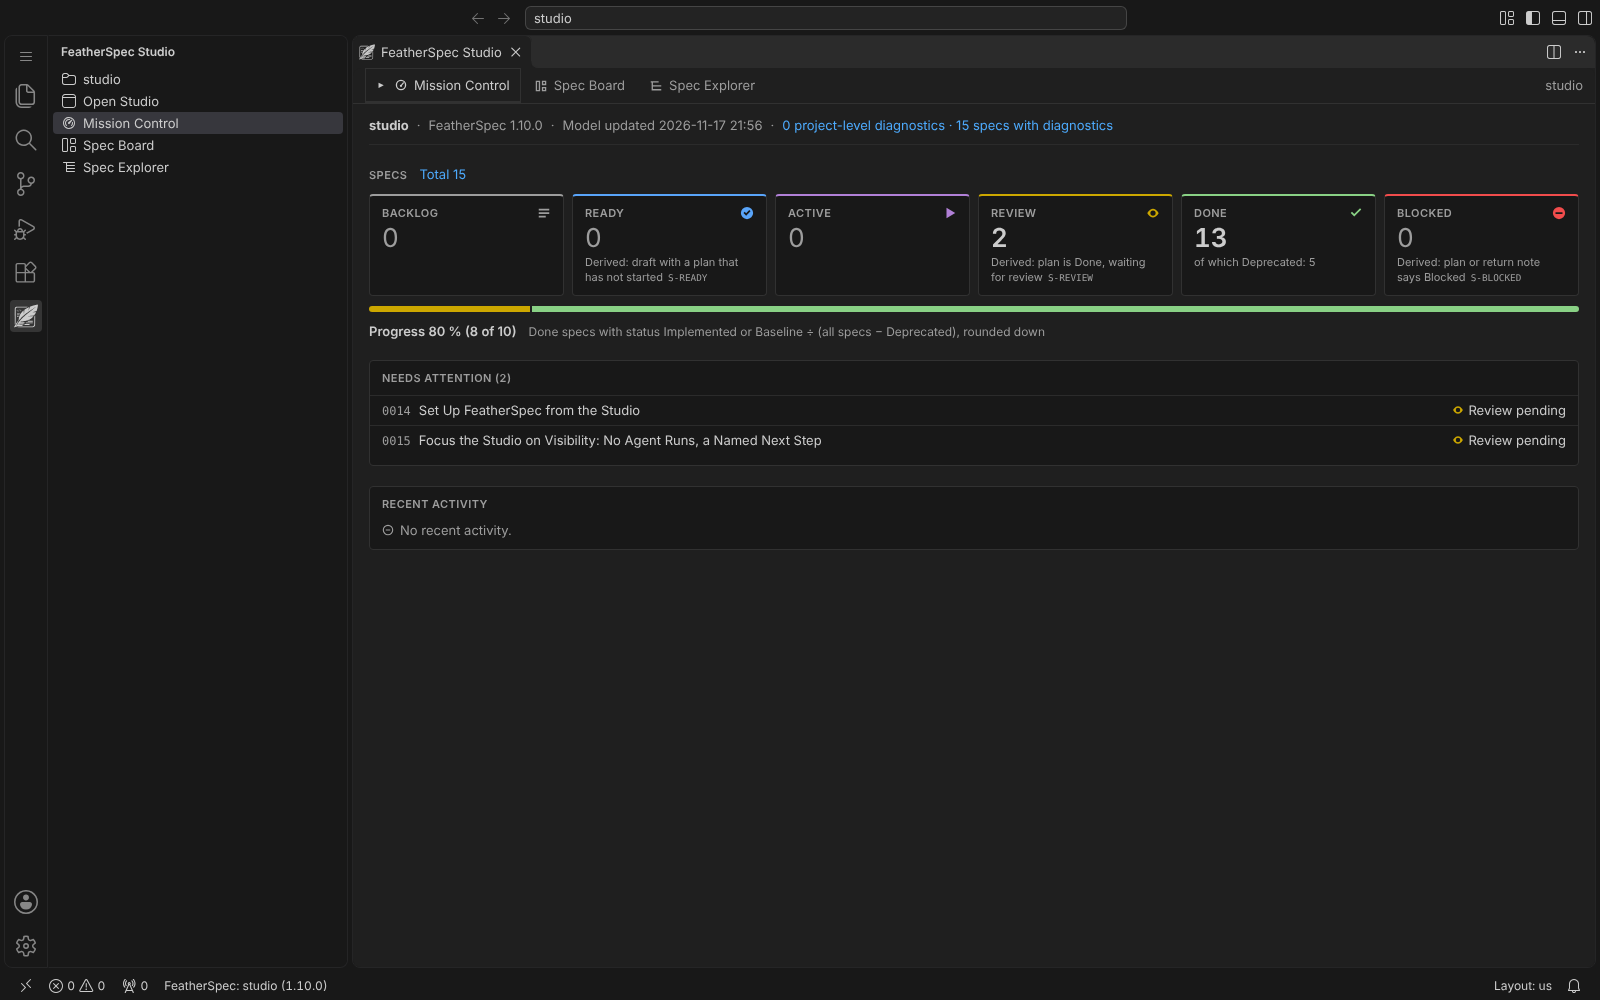 studio
FeatherSpec Studio
studio
Open Studio
Mission Control
Spec Board
Spec Explorer
FeatherSpec Studio
Mission Control
Spec Board
Spec Explorer
studio
studio · FeatherSpec 1.10.0 · Model updated 2026-11-17 21:56 · 0 project-level diagnostics · 15 specs with diagnostics
SPECS Total 15
BACKLOG
0
READY
0
Derived: draft with a plan that
has not started S-READY
ACTIVE
0
REVIEW
2
Derived: plan is Done, waiting
for review S-REVIEW
DONE
13
of which Deprecated: 5
BLOCKED
0
Derived: plan or return note
says Blocked S-BLOCKED
Progress 80 % (8 of 10) Done specs with status Implemented or Baseline ÷ (all specs − Deprecated), rounded down
NEEDS ATTENTION (2)
0014 Set Up FeatherSpec from the Studio Review pending
0015 Focus the Studio on Visibility: No Agent Runs, a Named Next Step Review pending
RECENT ACTIVITY
No recent activity.
0 0 0 FeatherSpec: studio (1.10.0) Layout: us